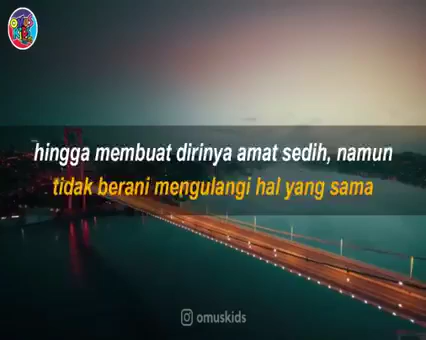 hingga membuat dirinya amat sedih, namun
tidak berani mengulangi hal yang sama
omuskids